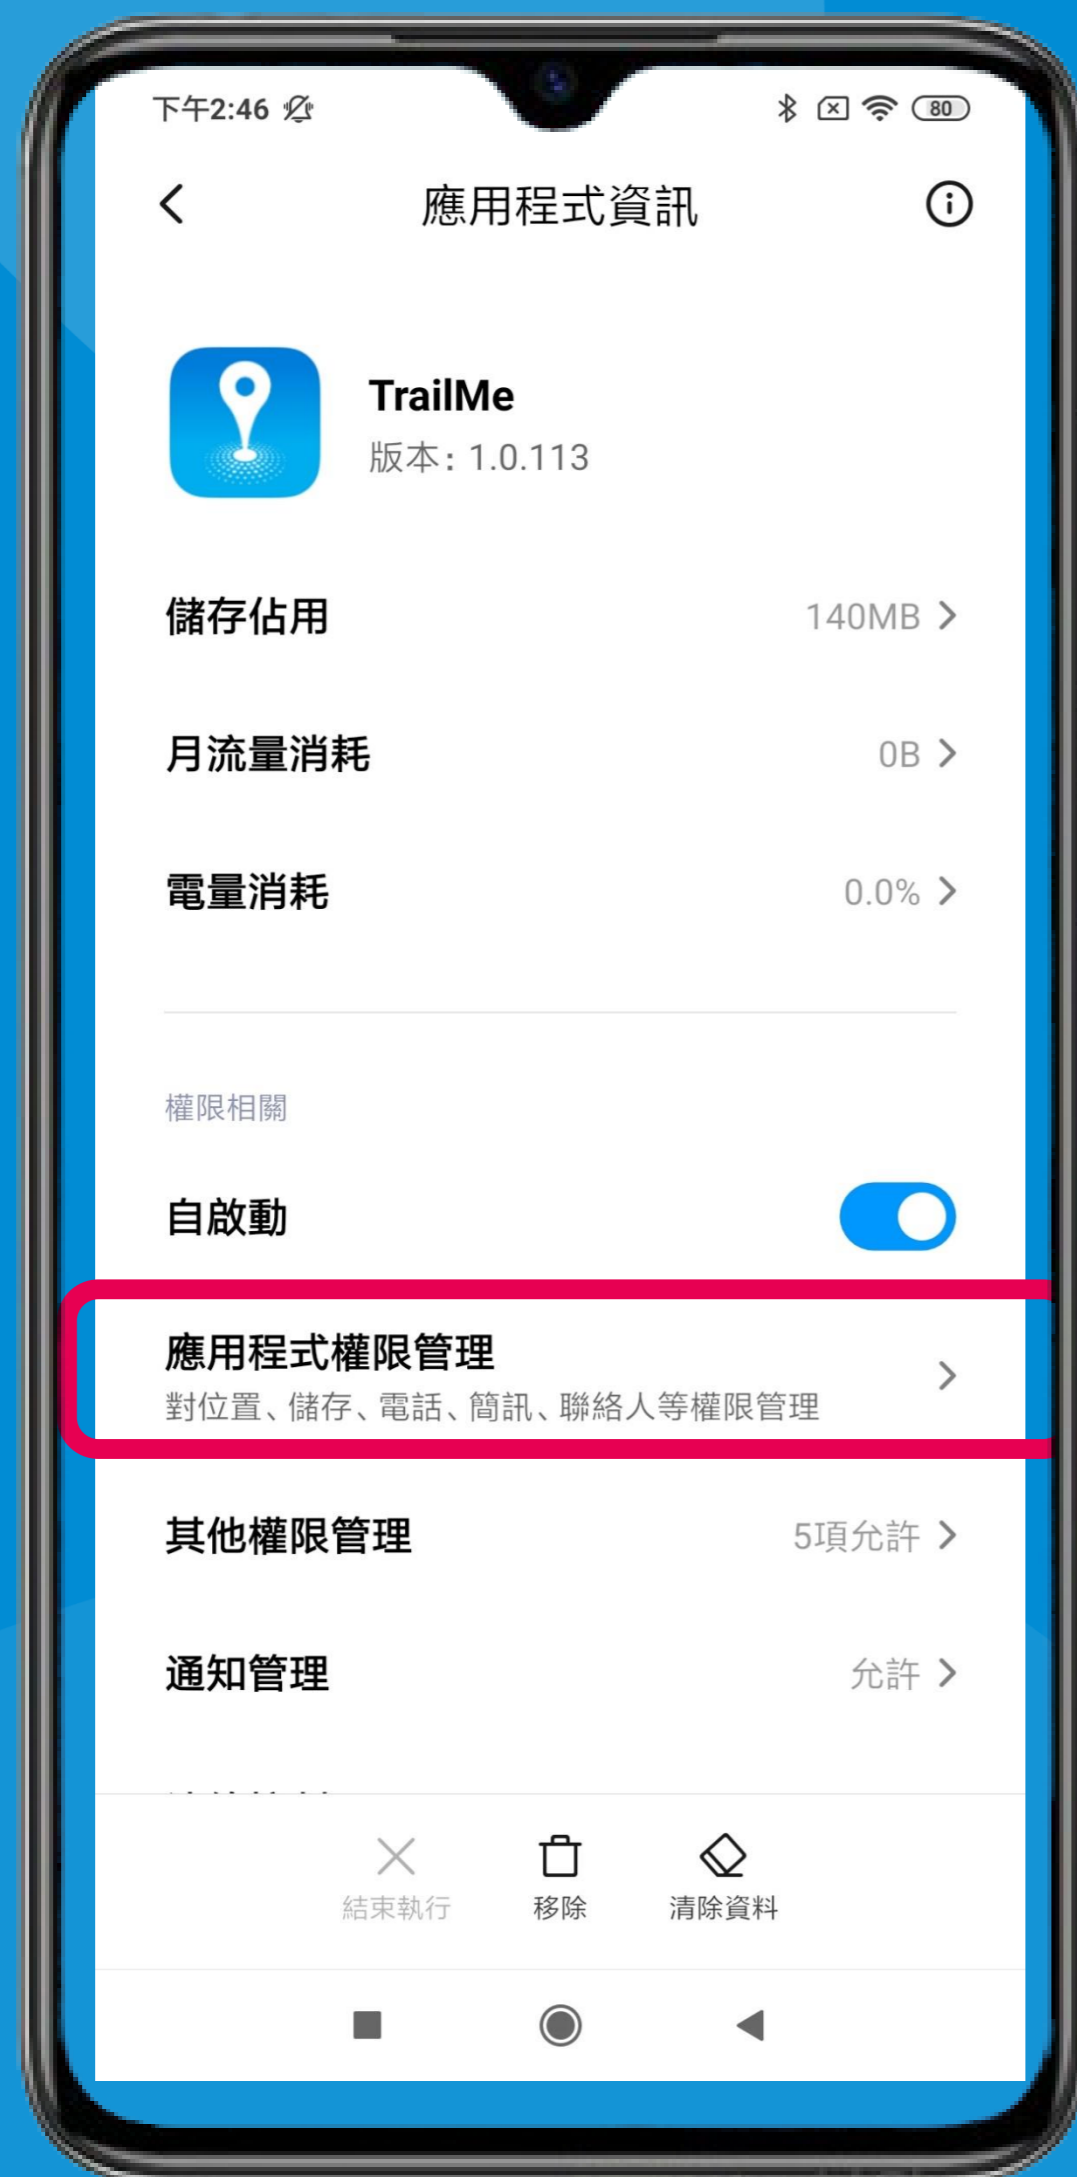 下午2:46
80
應用程式資訊
TrailMe
版本：1.0.113
儲存佔用 140MB
月流量消耗 0B
電量消耗 0.0%
權限相關
自啟動
應用程式權限管理
對位置、儲存、電話、簡訊、聯絡人等權限管理
其他權限管理 5項允許
通知管理 允許
結束執行 移除 清除資料